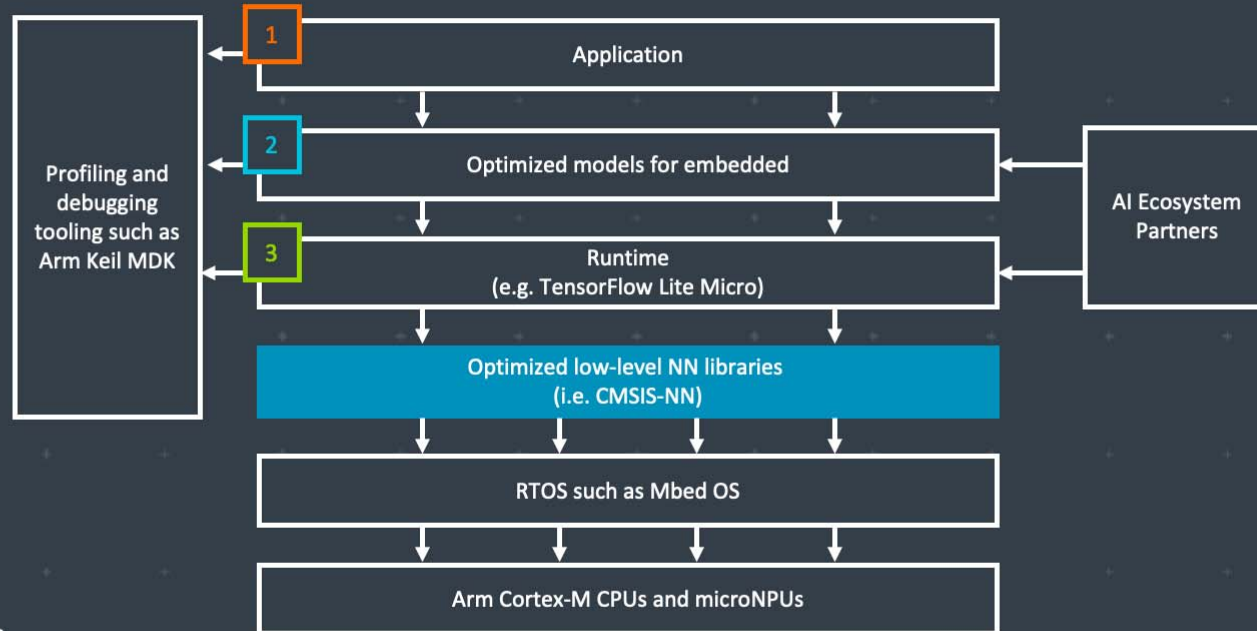 1
Application
2
Optimized models for embedded
Profiling and
debugging
tooling such as
Arm Keil MDK
AI Ecosystem
Partners
3
Runtime
(e.g. TensorFlow Lite Micro)
Optimized low-level NN libraries
(i.e. CMSIS-NN)
RTOS such as Mbed OS
Arm Cortex-M CPUs and microNPUs